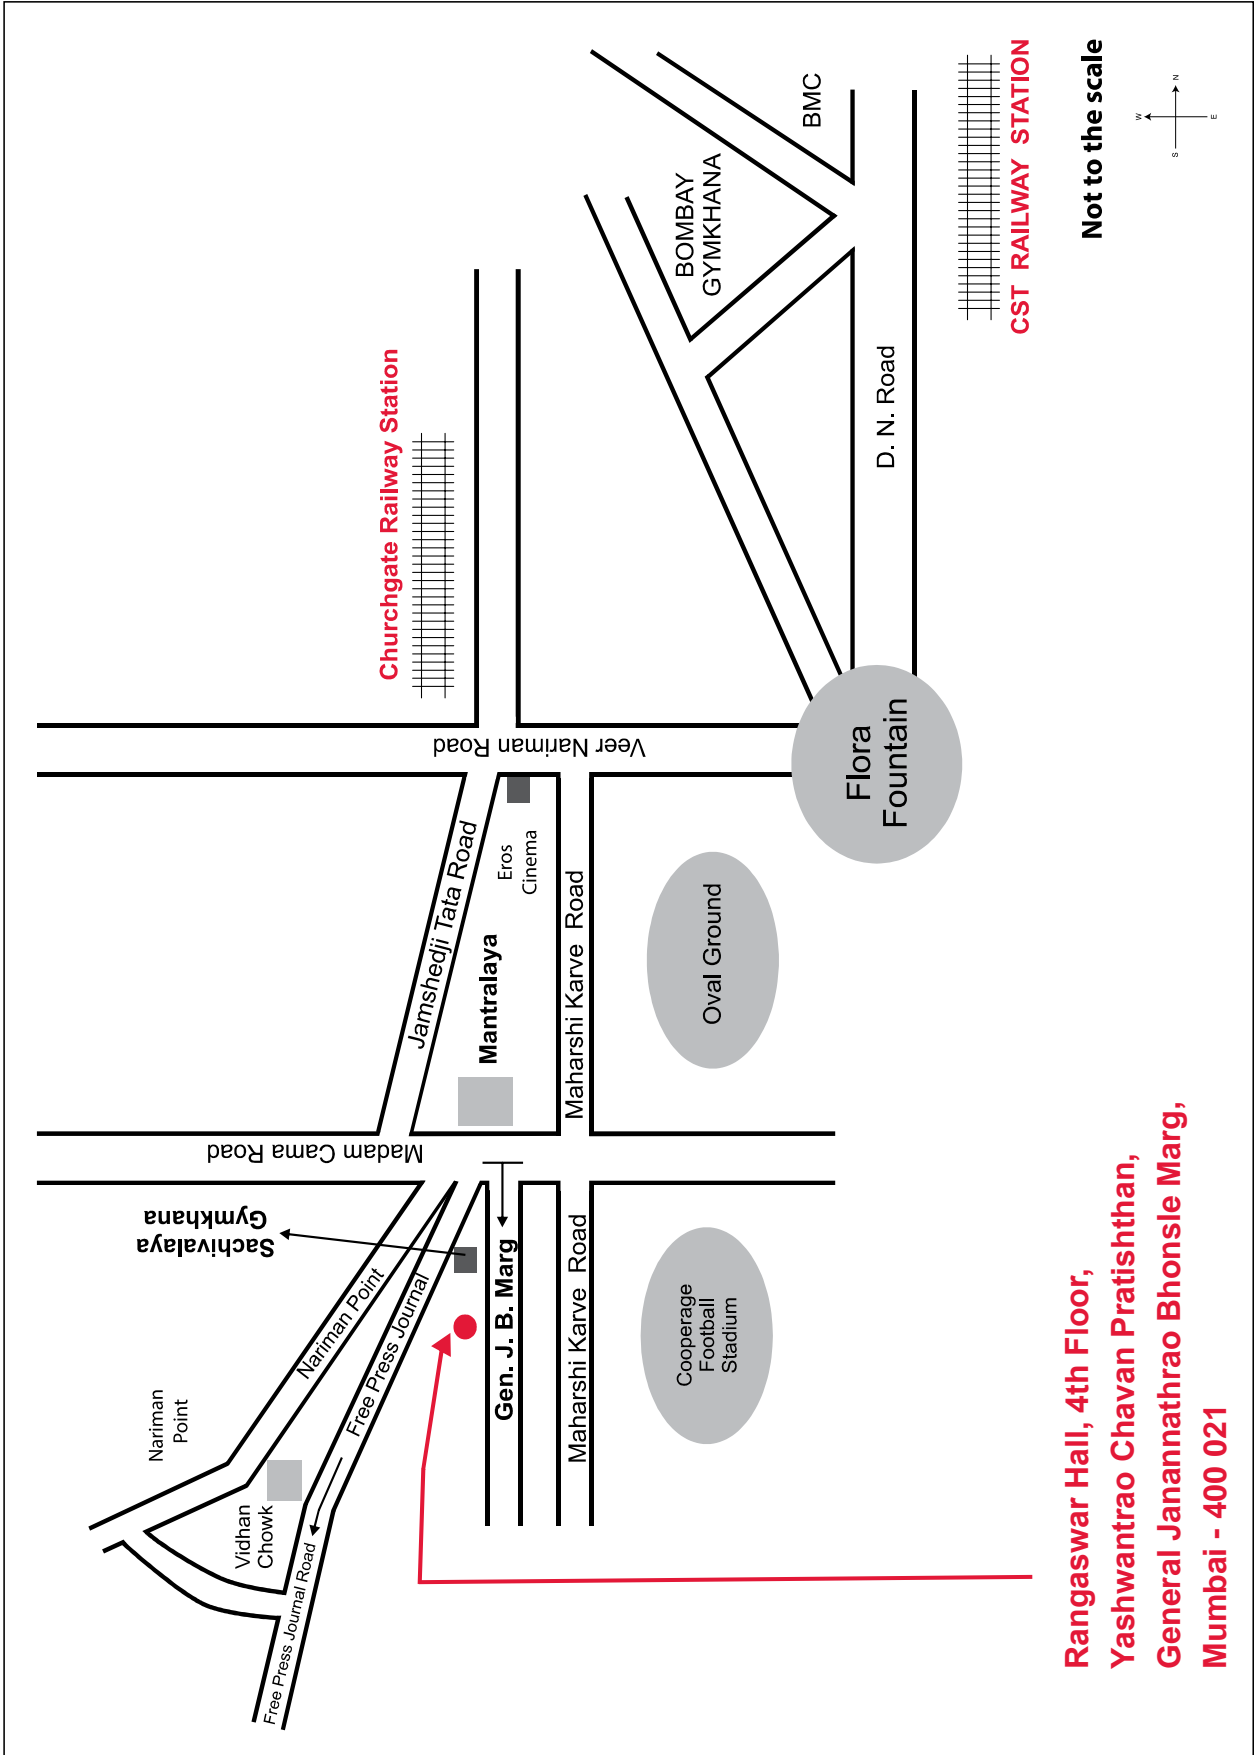 Churchgate Railway Station
BOMBAY
GYMKHANA
BMC
CST RAILWAY STATION
Not to the scale
W
N
S
E
D. N. Road
Veer Nariman Road
Flora
Fountain
Jamshedji Tata Road
Eros
Cinema
Mantralaya
Maharshi Karve Road
Oval Ground
Madam Cama Road
Sachivalaya
Gymkhana
Nariman Point
Free Press Journal
Gen. J. B. Marg
Maharshi Karve Road
Cooperage
Football
Stadium
Nariman
Point
Vidhan
Chowk
Free Press Journal Road
Rangaswar Hall, 4th Floor,
Yashwantrao Chavan Pratishthan,
General Janannathrao Bhonsle Marg,
Mumbai - 400 021